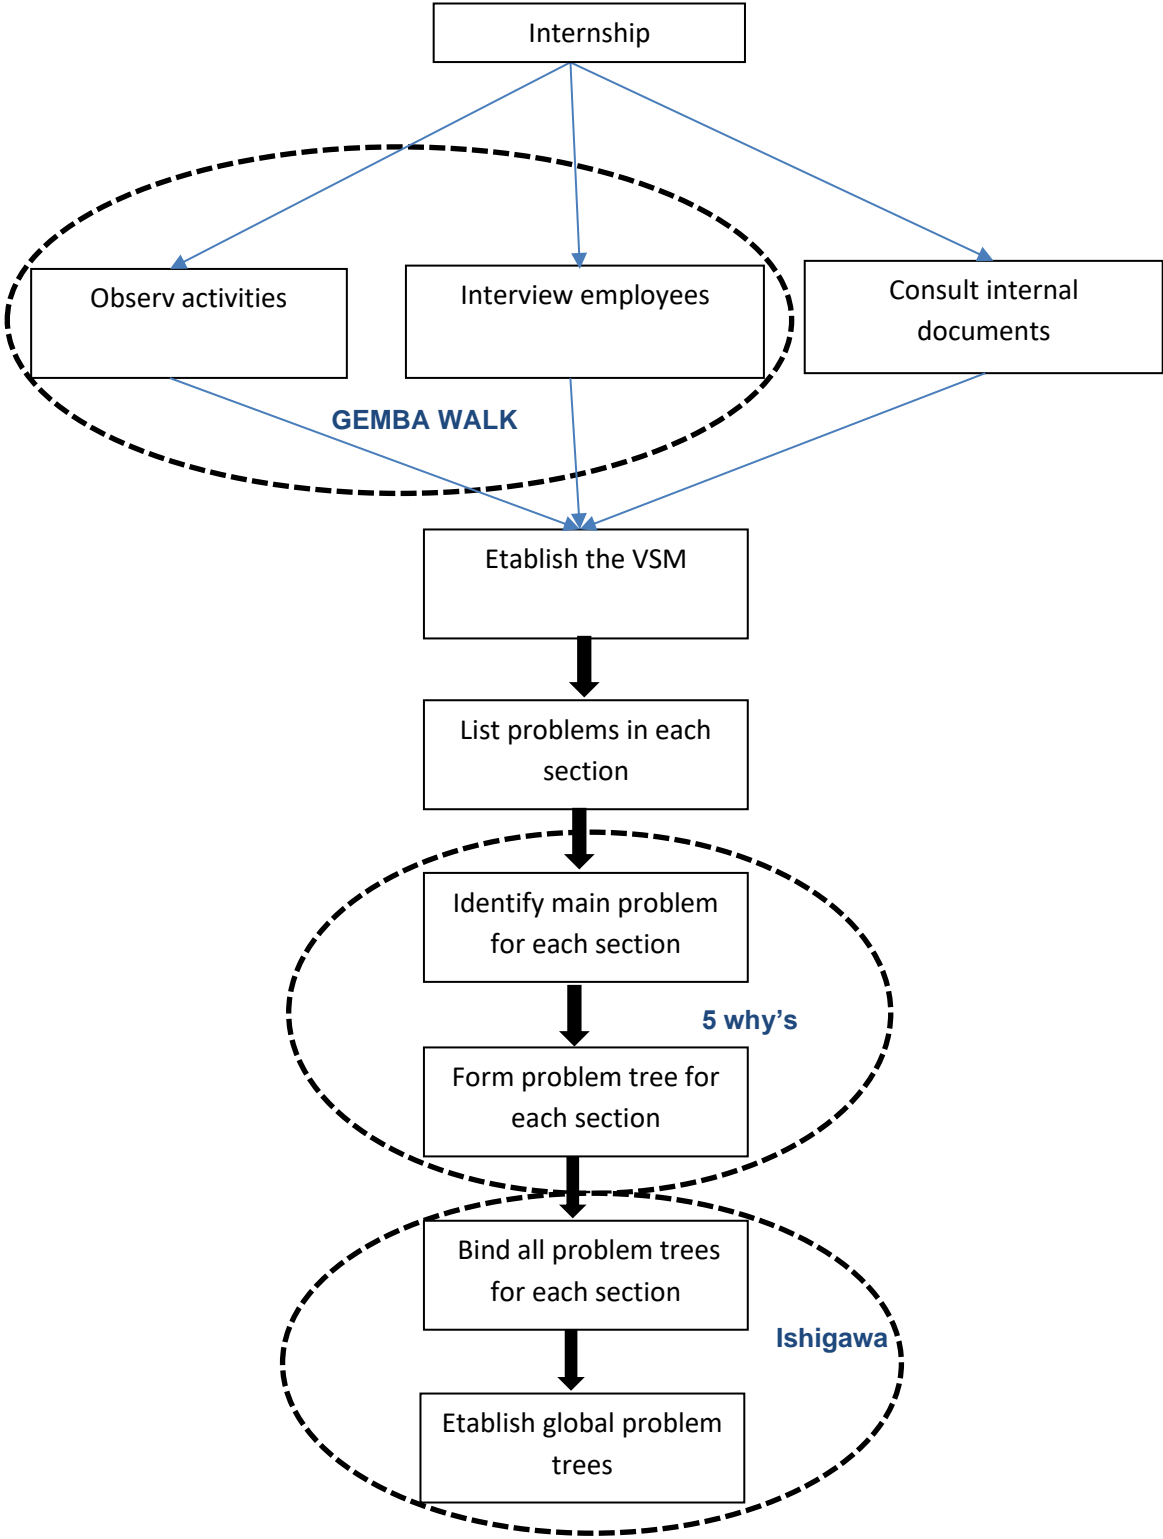 Internship
Observ activities
Interview employees
Consult internal
documents
GEMBA WALK
Etablish the VSM
List problems in each
section
Identify main problem
for each section
5 why's
Form problem tree for
each section
Bind all problem trees
for each section
Ishigawa
Etablish global problem
trees